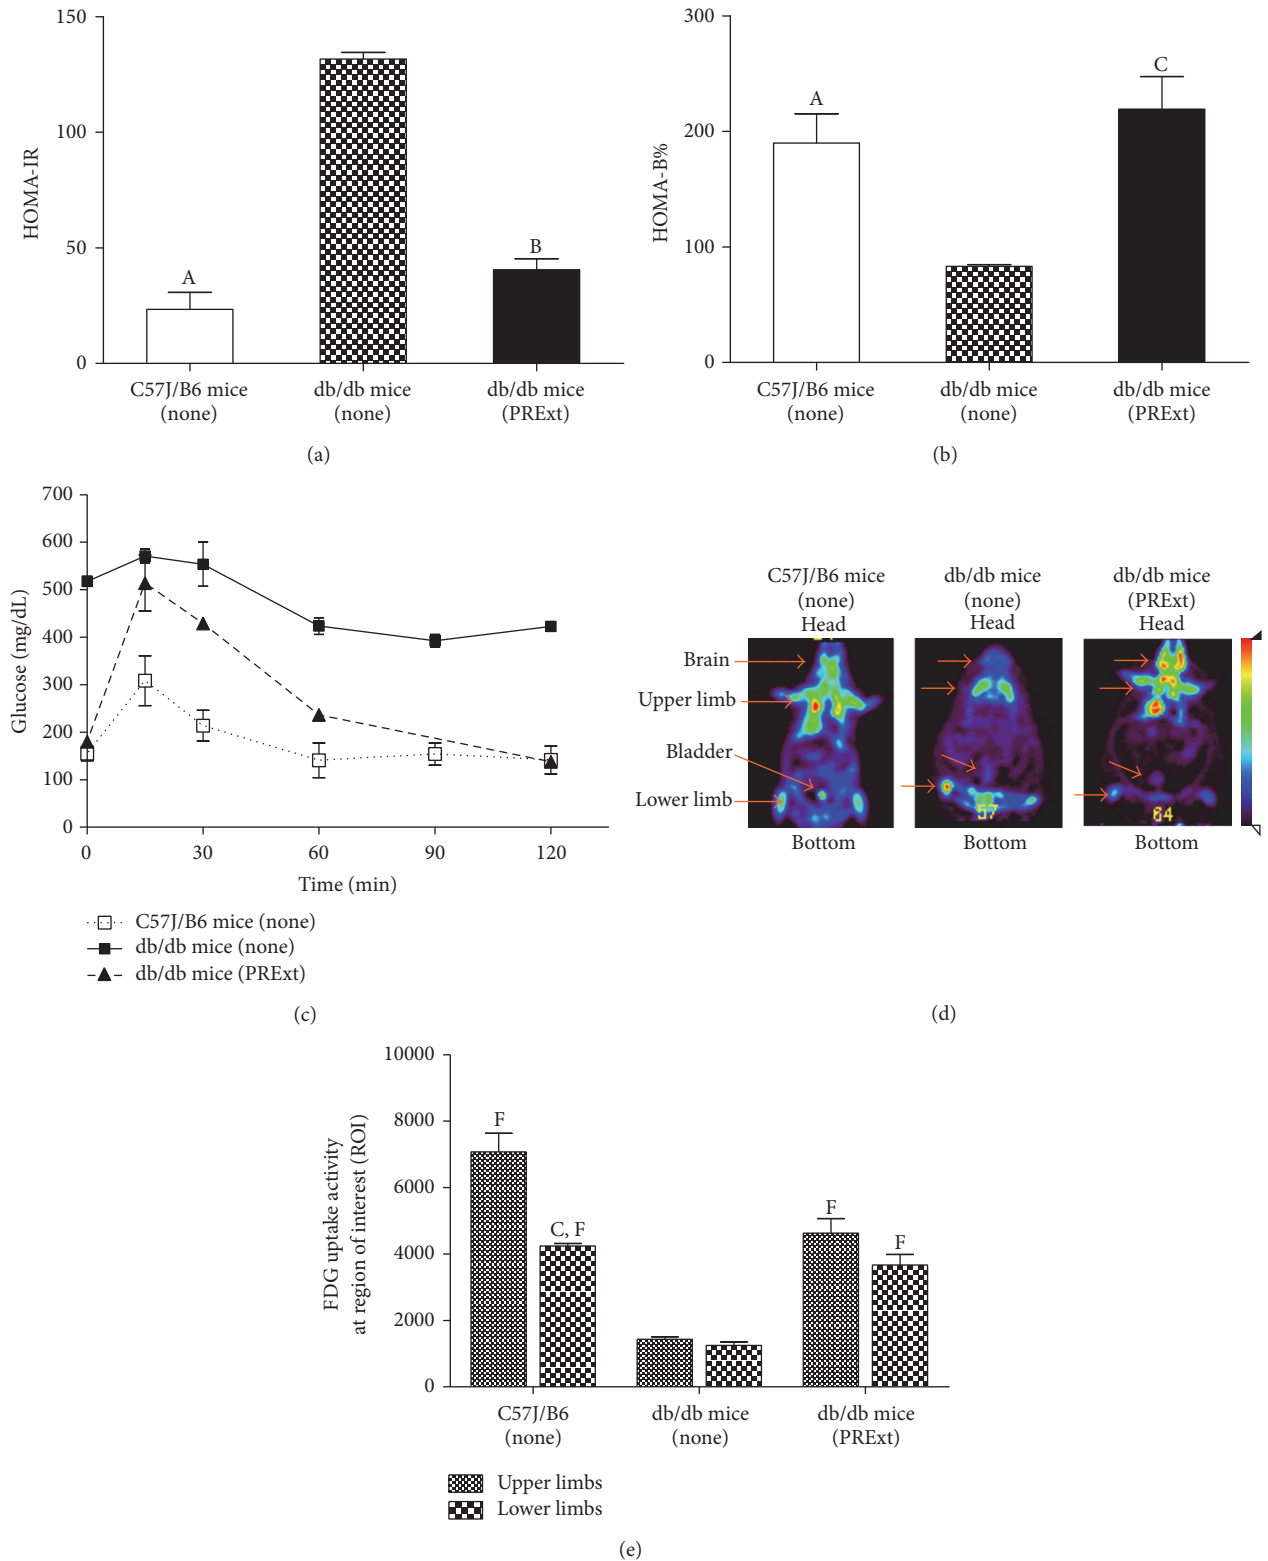 150
100
50
0
HOMA-IR
A
B
C57J/B6 mice
(none)
db/db mice
(none)
db/db mice
(PRExt)
(a)
300
200
100
0
HOMA-B%
A
C
C57J/B6 mice
(none)
db/db mice
(none)
db/db mice
(PRExt)
(b)
700
600
500
400
300
200
100
0
Glucose (mg/dL)
0
30
60
90
120
Time (min)
C57J/B6 mice (none)
db/db mice (none)
db/db mice (PRExt)
(c)
C57J/B6 mice
(none)
Head
db/db mice
(none)
Head
db/db mice
(PRExt)
Head
Brain
Upper limb
Bladder
Lower limb
57
64
Bottom
Bottom
Bottom
(d)
10000
8000
6000
4000
2000
0
FDG uptake activity
at region of interest (ROI)
F
C, F
F
F
C57J/B6
(none)
db/db mice
(none)
db/db mice
(PRExt)
Upper limbs
Lower limbs
(e)